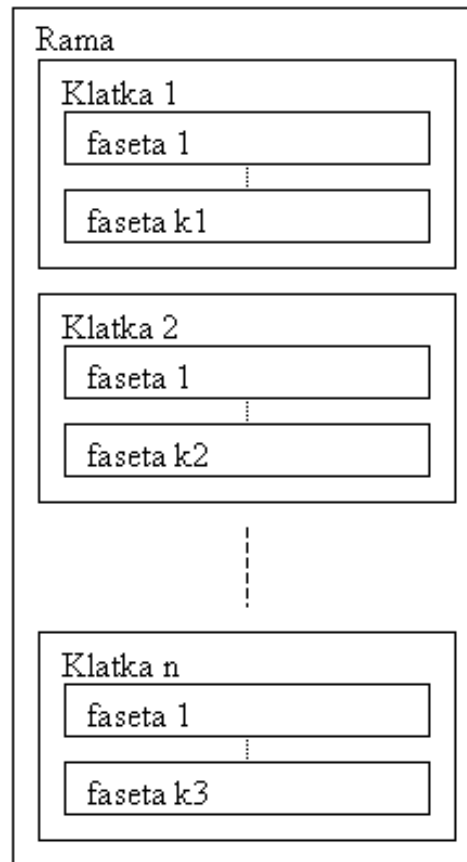 Rama
Klatka 1
faseta 1
faseta k1
Klatka 2
faseta 1
faseta k2
Klatka n
faseta 1
faseta k3